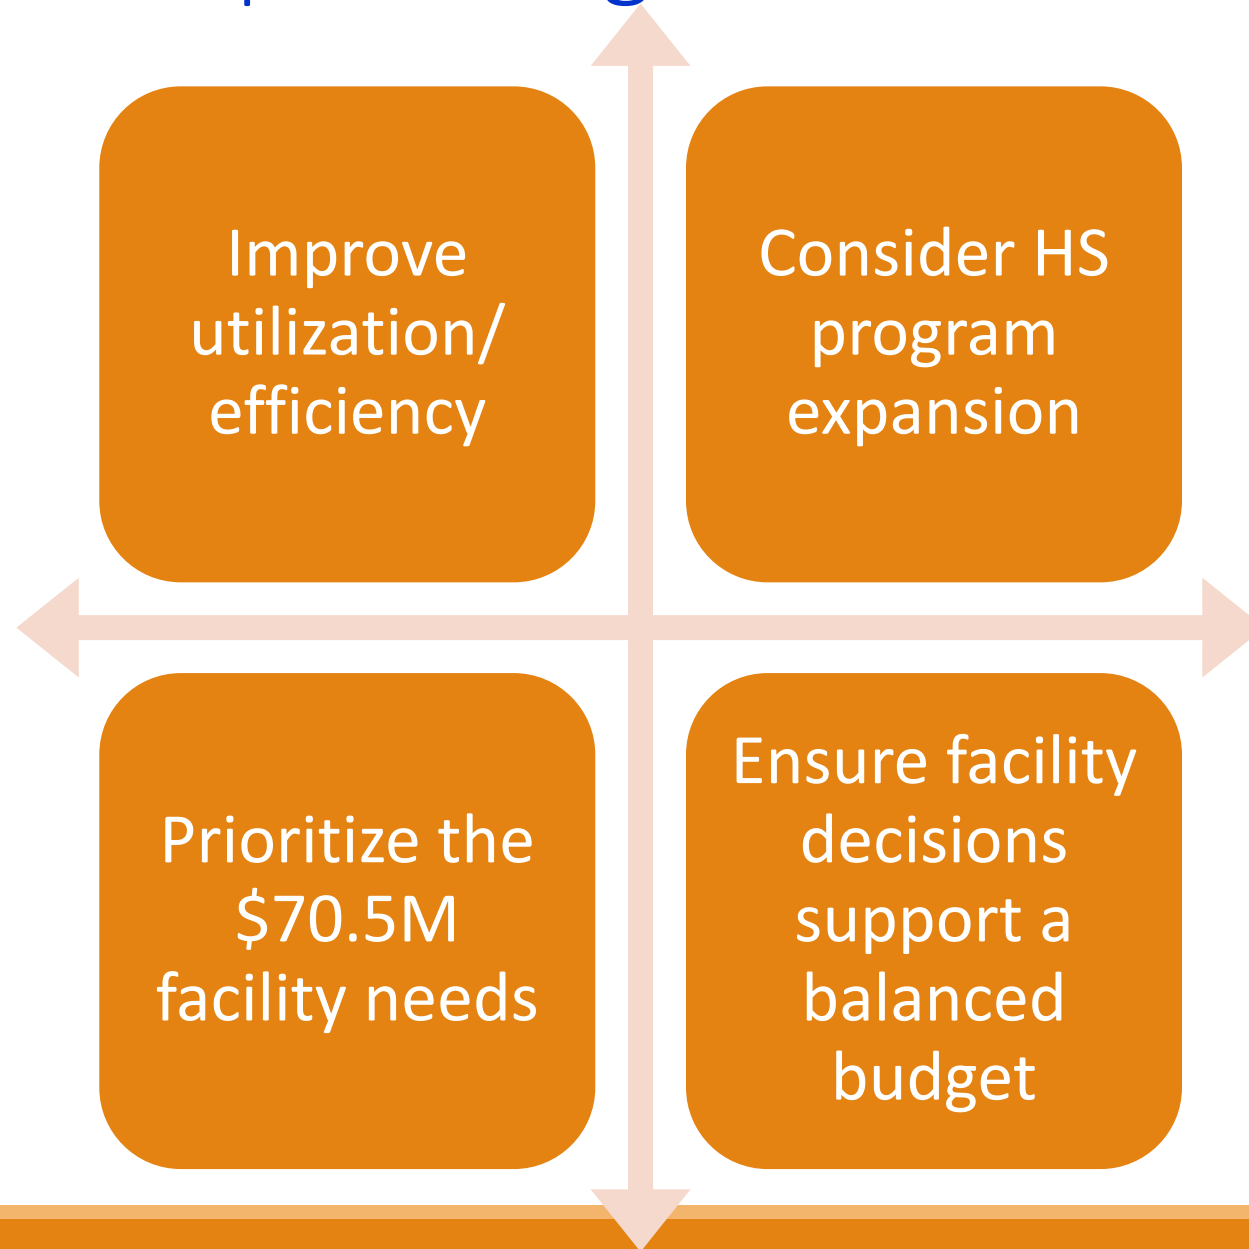 Improve
utilization/
efficiency
Consider HS
program
expansion
Prioritize the
$70.5M
facility needs
Ensure facility
decisions
support a
balanced
budget